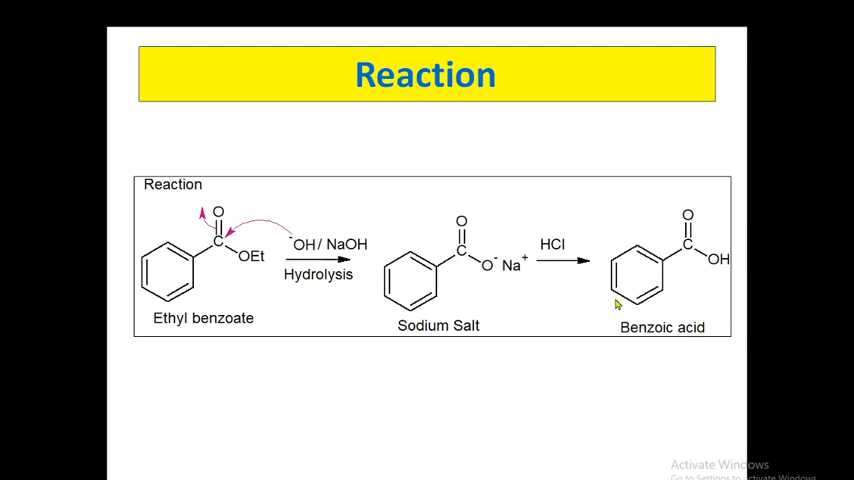 Reaction
Reaction
O
C
OEt
-OH / NaOH
Hydrolysis
Ethyl benzoate
O
C
O- Na+
Sodium Salt
HCl
O
C
OH
Benzoic acid
Activate Windows
Go to Settings to activate Windows